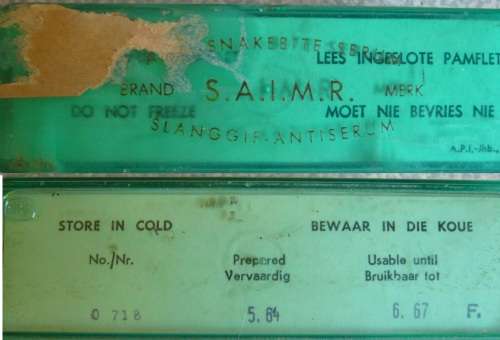 SNAKEBITE SERUM
LEES INGESLOTE PAMFLET
BRAND S.A.I.M.R. MERK
DO NOT FREEZE MOET NIE BEVRIES NIE
SLANGGIF-ANTISERUM
A.P.I.-Jhb.,
STORE IN COLD BEWAAR IN DIE KOUE
No./Nr. Prepared Usable until
Vervaardig Bruikbaar tot
0 718 5. 64 6. 67 F.